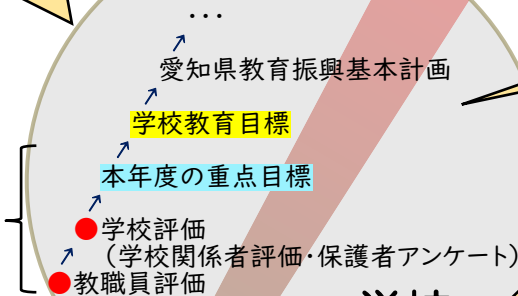 ...
愛知県教育振興基本計画
学校教育目標
本年度の重点目標
●学校評価
（学校関係者評価・保護者アンケート）
●教職員評価